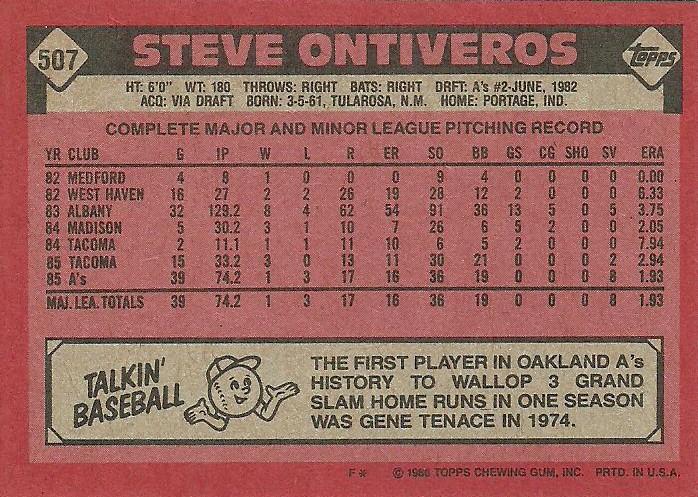 507
STEVE ONTIVEROS
TOPPS
HT: 6'0" WT: 180 THROWS: RIGHT BATS: RIGHT DRFT: A's #2-JUNE, 1982
ACQ: VIA DRAFT BORN: 3-5-61, TULAROSA, N.M. HOME: PORTAGE, IND.
COMPLETE MAJOR AND MINOR LEAGUE PITCHING RECORD
YR CLUB G IP W L R ER SO BB GS CG SHO SV ERA
82 MEDFORD 4 8 1 0 0 0 9 4 0 0 0 0 0.00
82 WEST HAVEN 16 27 2 2 26 19 28 12 2 0 0 0 6.33
83 ALBANY 32 129.2 8 4 62 54 91 36 13 5 0 5 3.75
84 MADISON 5 30.2 3 1 10 7 26 6 5 2 0 0 2.05
84 TACOMA 2 11.1 1 1 11 10 6 5 2 0 0 0 7.94
85 TACOMA 15 33.2 3 0 13 11 30 21 0 0 0 2 2.94
85 A's 39 74.2 1 3 17 16 36 19 0 0 0 8 1.93
MAJ. LEA. TOTALS 39 74.2 1 3 17 16 36 19 0 0 0 8 1.93
TALKIN'
BASEBALL
THE FIRST PLAYER IN OAKLAND A's
HISTORY TO WALLOP 3 GRAND
SLAM HOME RUNS IN ONE SEASON
WAS GENE TENACE IN 1974.
F* © 1986 TOPPS CHEWING GUM, INC. PRTD. IN U.S.A.